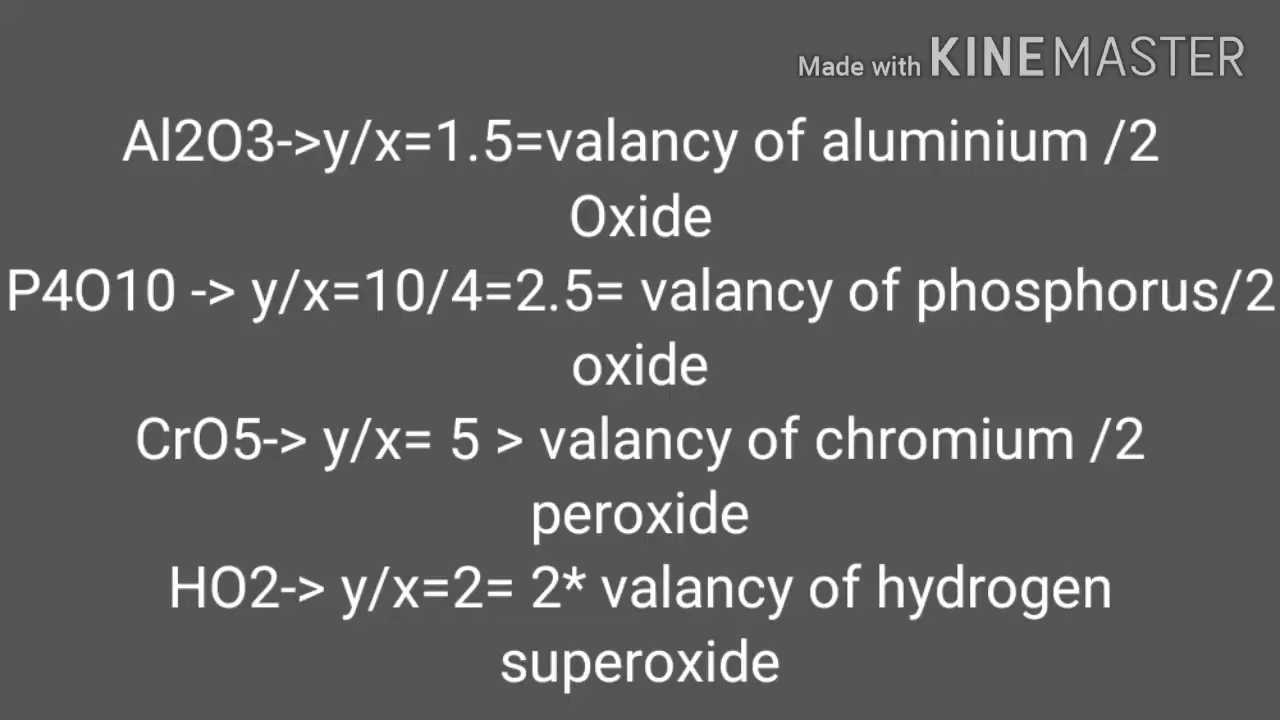 Made with KINEMASTER
Al2O3->y/x=1.5=valancy of aluminium /2
Oxide
P4O10 -> y/x=10/4=2.5= valancy of phosphorus/2
oxide
CrO5-> y/x= 5 > valancy of chromium /2
peroxide
HO2-> y/x=2= 2* valancy of hydrogen
superoxide